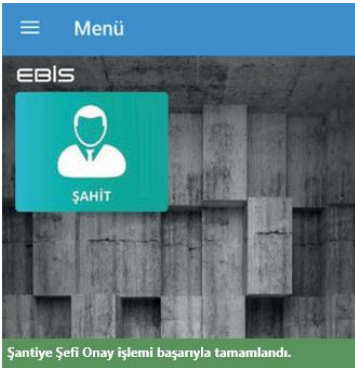 Menü
EBİS
ŞAHİT
Şantiye Şefi Onay işlemi başarıyla tamamlandı.